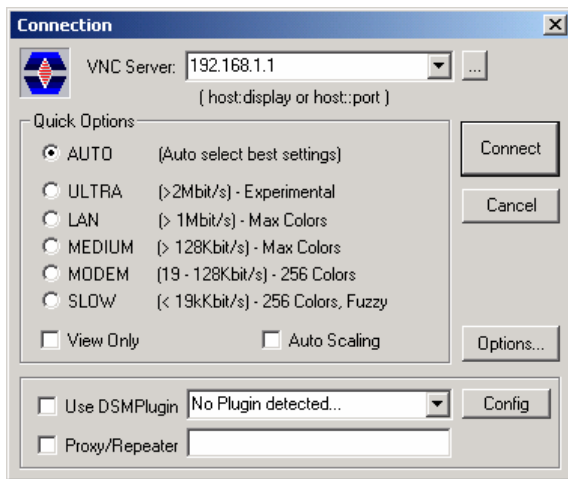 Connection
VNC Server: 192.168.1.1 ...
( host:display or host::port )
Quick Options
AUTO (Auto select best settings)
ULTRA (>2Mbit/s) - Experimental
LAN (> 1Mbit/s) - Max Colors
MEDIUM (> 128Kbit/s) - Max Colors
MODEM (19 - 128Kbit/s) - 256 Colors
SLOW (< 19kKbit/s) - 256 Colors, Fuzzy
View Only Auto Scaling
Connect
Cancel
Options...
Use DSMPlugin No Plugin detected... Config
Proxy/Repeater